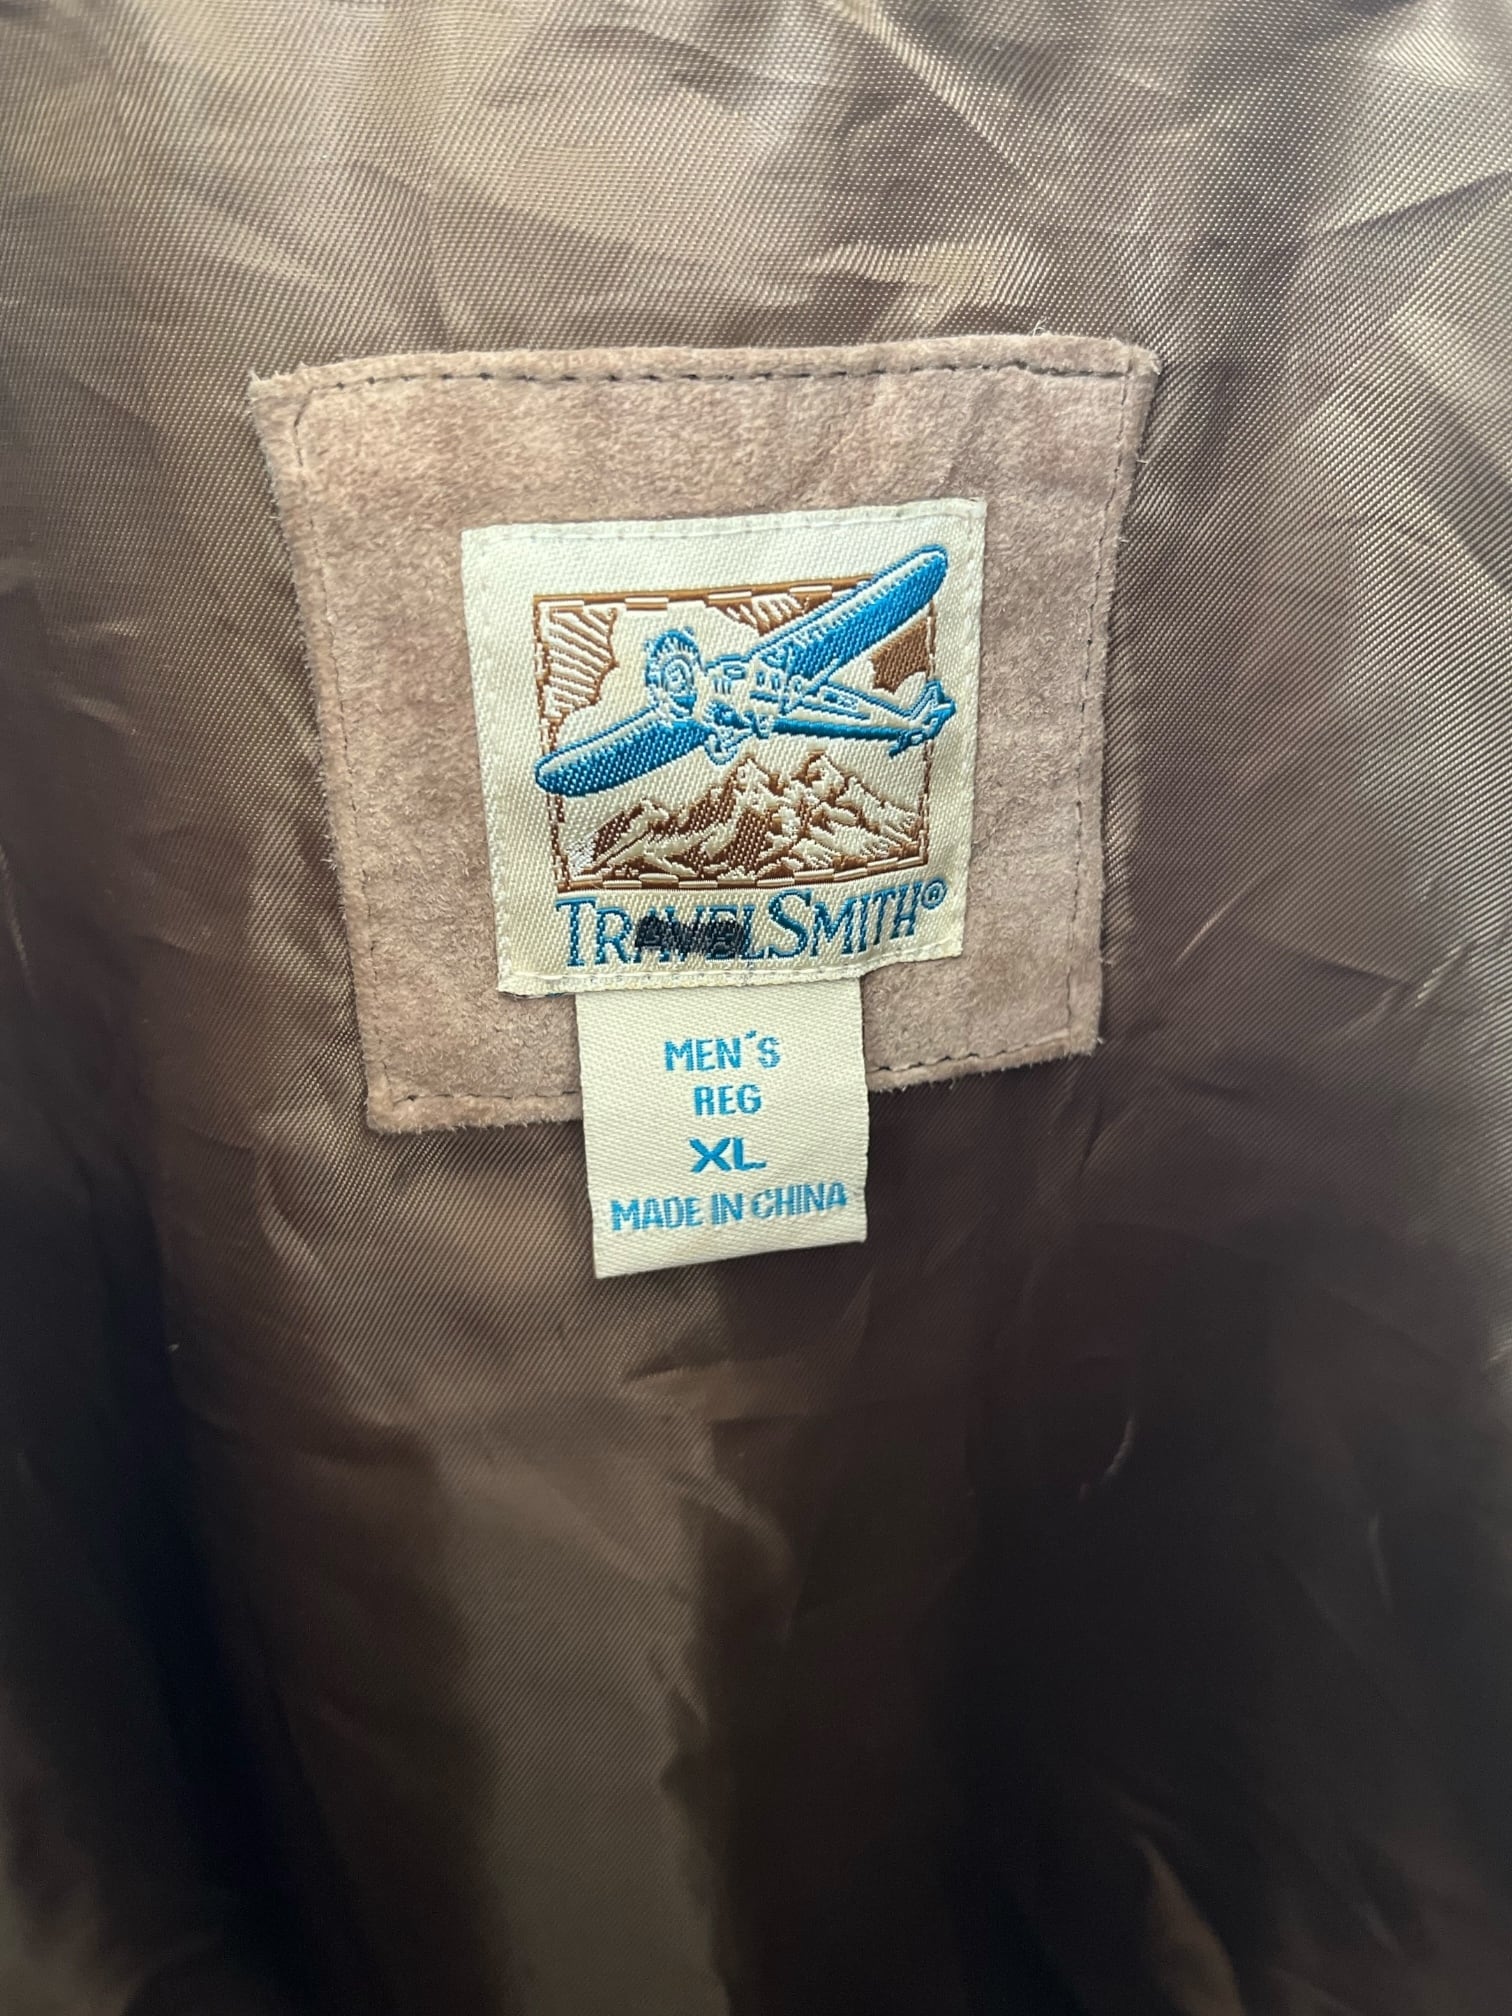 TRAVELSMITH®
MEN'S
REG
XL
MADE IN CHINA